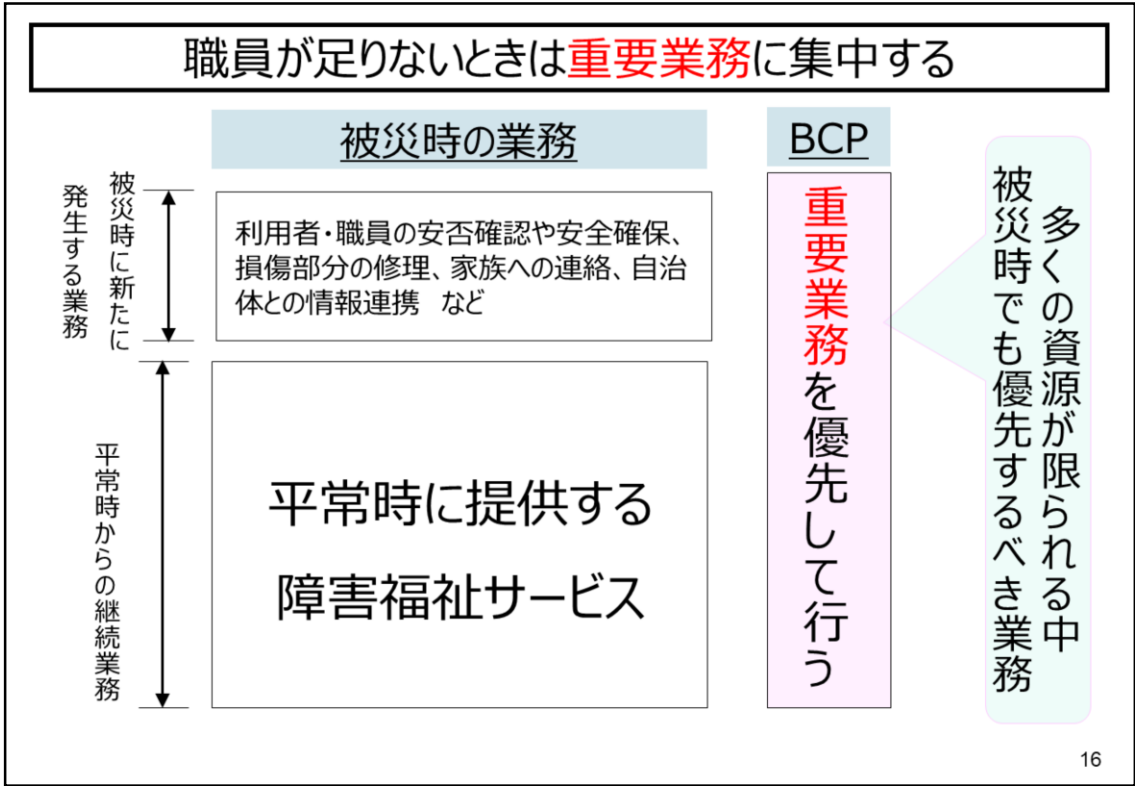 職員が足りないときは重要業務に集中する
被災時の業務
BCP
被災時に新たに
発生する業務
利用者・職員の安否確認や安全確保、
損傷部分の修理、家族への連絡、自治
体との情報連携　など
平常時からの継続業務
平常時に提供する
障害福祉サービス
重要業務を優先して行う
多くの資源が限られる中
被災時でも優先するべき業務
16